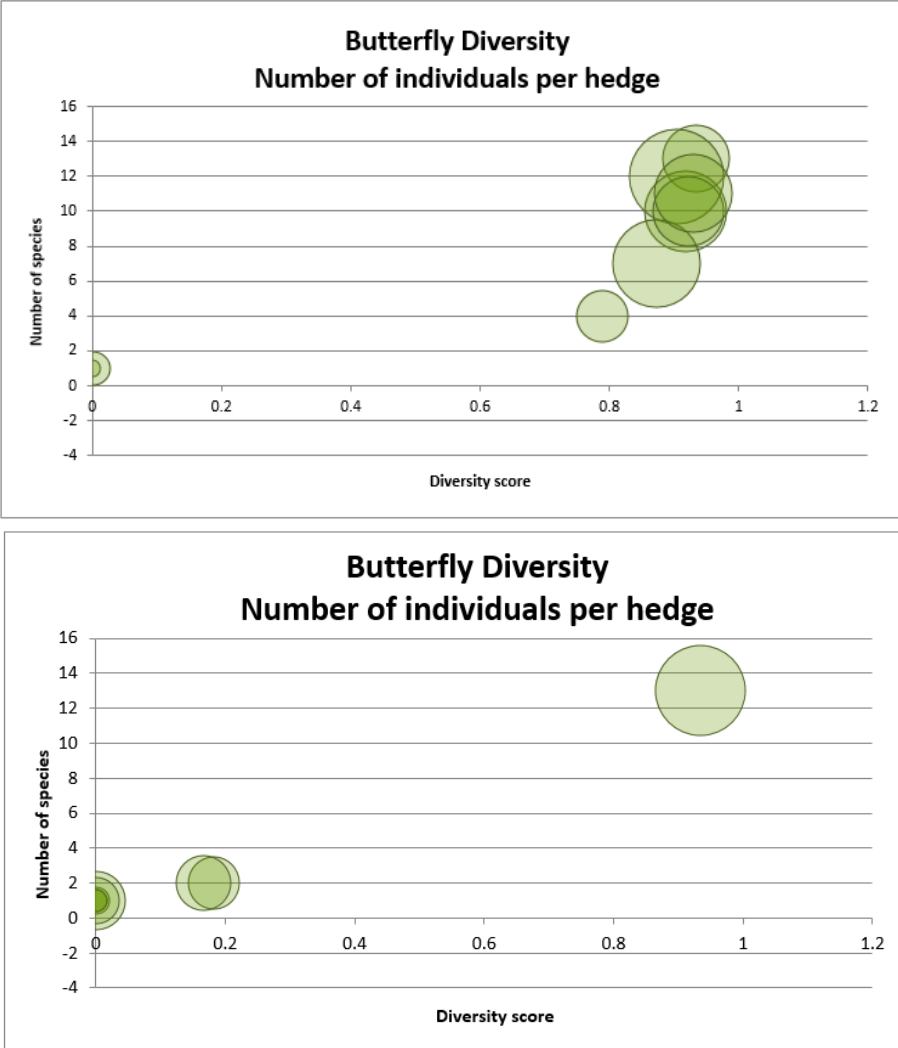 Butterfly Diversity
Number of individuals per hedge
Number of species
16
14
12
10
8
6
4
2
0
-2
-4
0 0.2 0.4 0.6 0.8 1 1.2
Diversity score
Butterfly Diversity
Number of individuals per hedge
Number of species
16
14
12
10
8
6
4
2
0
-2
-4
0 0.2 0.4 0.6 0.8 1 1.2
Diversity score